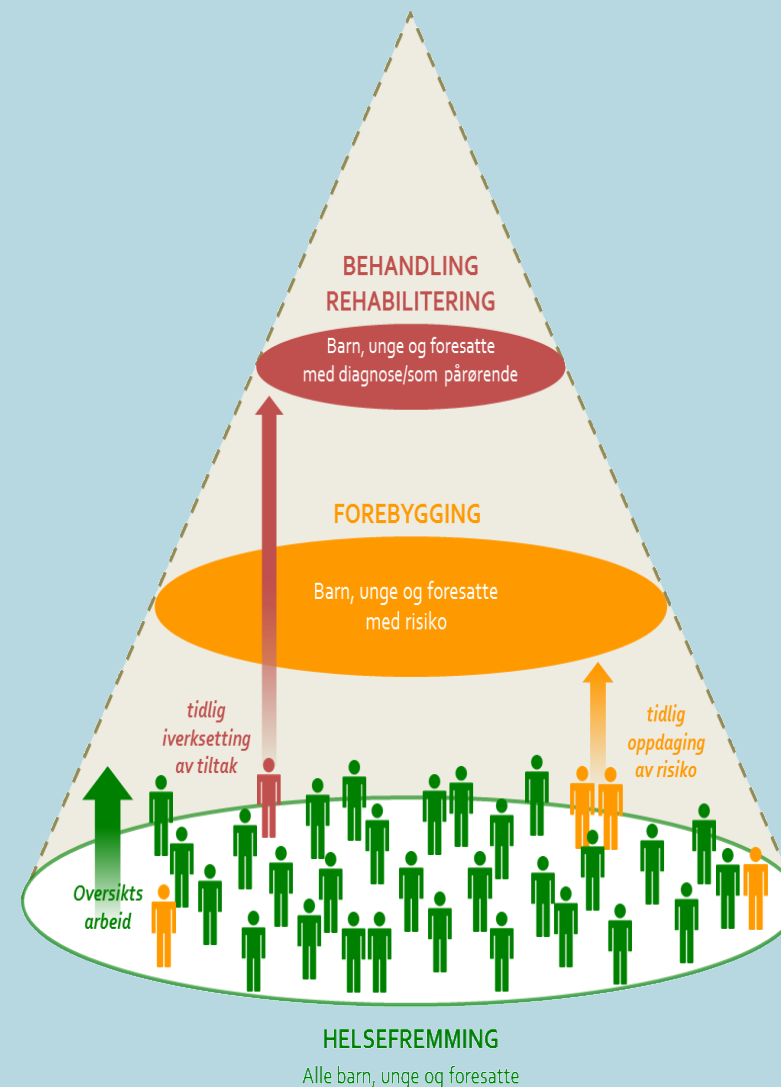 BEHANDLING
REHABILITERING
Barn, unge og foresatte
med diagnose/som pårørende
FOREBYGGING
Barn, unge og foresatte
med risiko
tidlig
iverksetting
av tiltak
tidlig
oppdaging
av risiko
Oversikts
arbeid
HELSEFREMMING
Alle barn, unge og foresatte